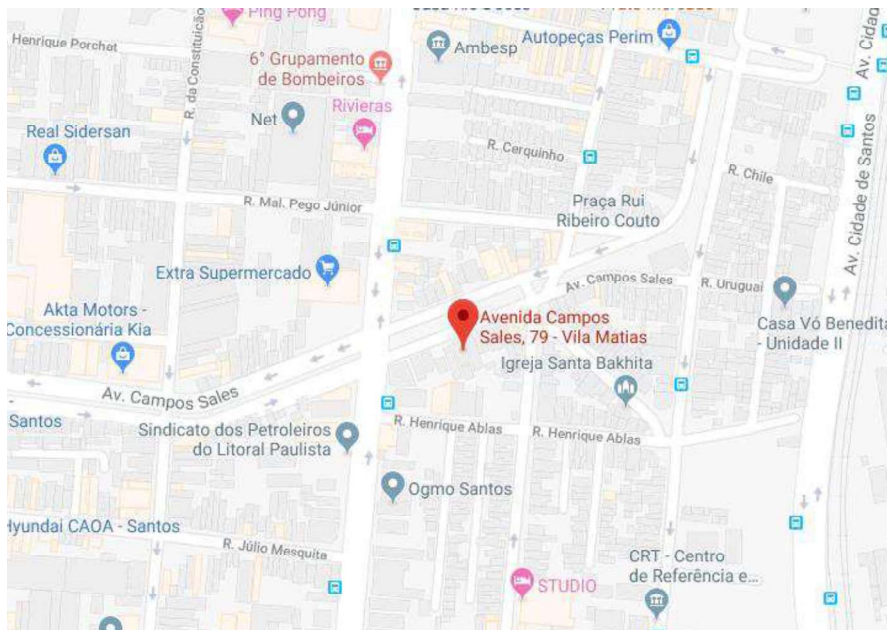 Ping Pong
Henrique Porchat
R. da Constituição
6° Grupamento
de Bombeiros
Ambesp
Autopeças Perim
Av. Cidade
Rivieras
Net
Real Sidersan
R. Cerquinho
R. Chile
Av. Cidade de Santos
R. Mal. Pego Júnior
Praça Rui
Ribeiro Couto
Extra Supermercado
Av. Campos Sales
R. Uruguai
Akta Motors -
Concessionária Kia
Avenida Campos
Sales, 79 - Vila Matias
Casa Vó Benedita
- Unidade II
Igreja Santa Bakhita
Av. Campos Sales
Santos
Sindicato dos Petroleiros
do Litoral Paulista
R. Henrique Ablas
R. Henrique Ablas
Ogmo Santos
Hyundai CAOA - Santos
R. Júlio Mesquita
CRT - Centro
de Referência e...
STUDIO